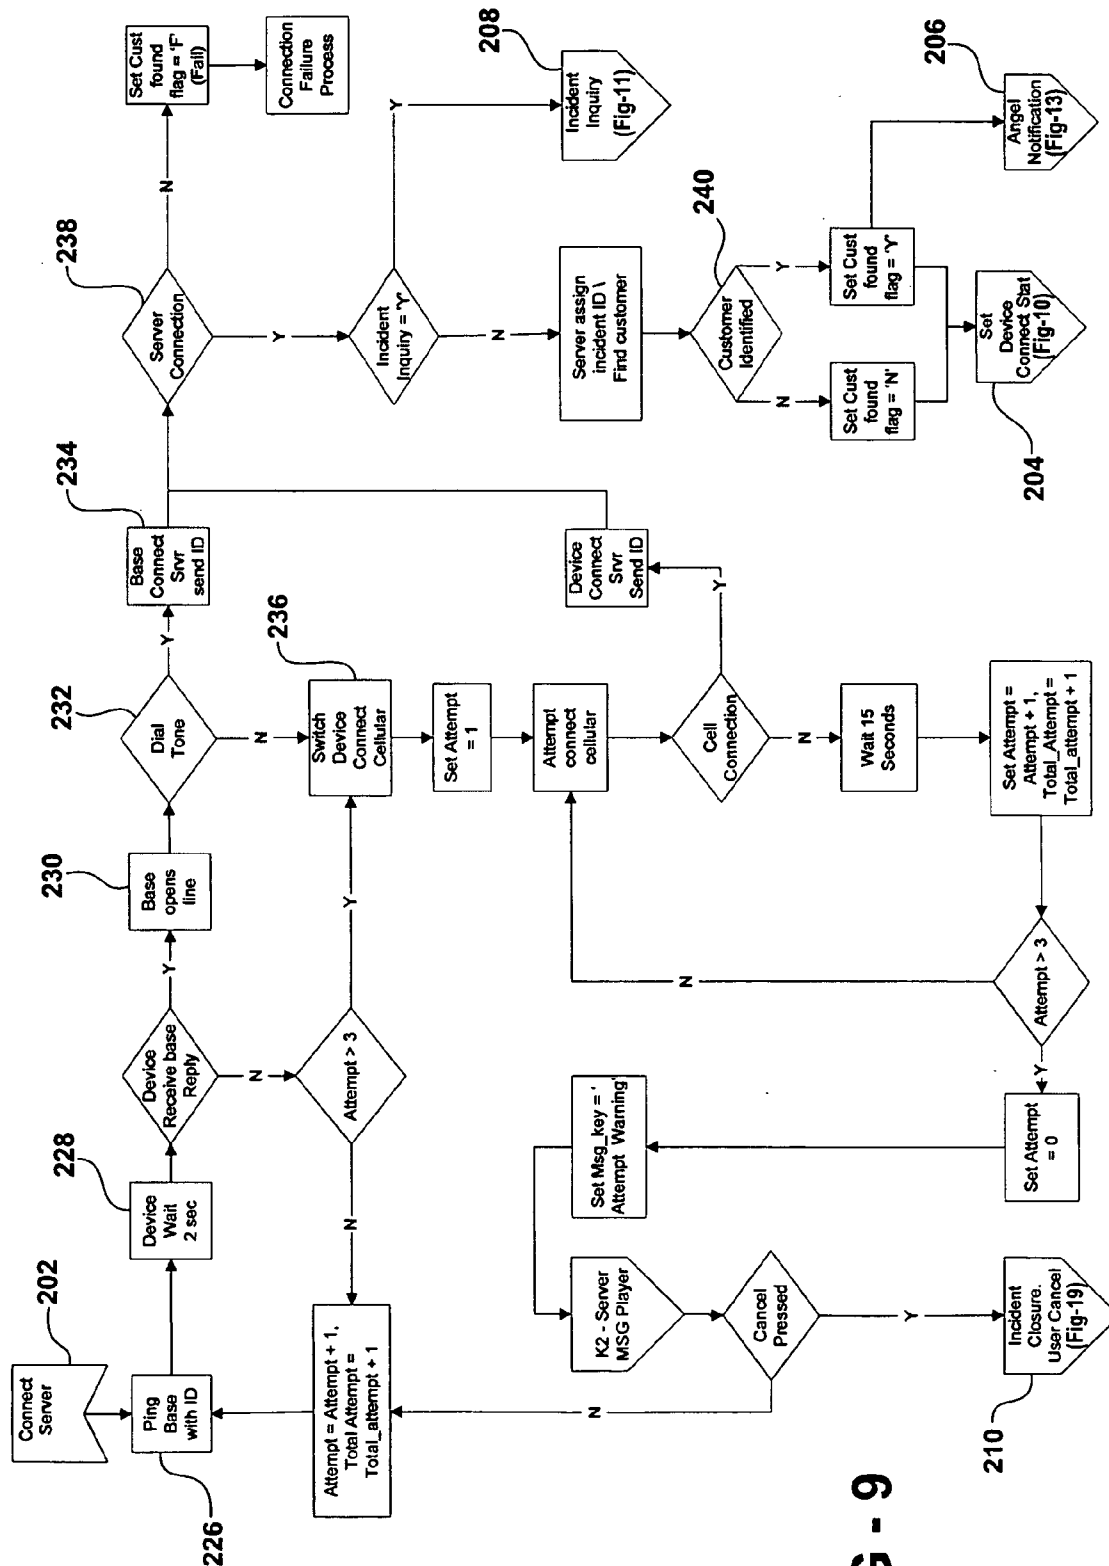 202
Connect
Server
226
Ping
Base
with ID
228
Device
Wait
2 sec
Device
Receive base
Reply
Y
N
230
Base
opens
line
232
Dial
Tone
Y
N
234
Base
Connect
Srvr
send ID
238
Server
Connection
N
Y
Set Cust
found
flag = 'F'
(Fail)
Connection
Failure
Process
Attempt > 3
Y
N
Attempt = Attempt + 1,
Total Attempt =
Total_attempt + 1
236
Switch
Device
Connect
Cellular
Set Attempt
= 1
Attempt
connect
cellular
Cell
Connection
Y
N
Device
Connect
Srvr
Send ID
Wait 15
Seconds
Set Attempt =
Attempt + 1,
Total_Attempt =
Total_attempt + 1
Attempt > 3
N
Y
Set Attempt
= 0
Set Msg_key = '
Attempt Warning'
K2 - Server
MSG Player
Cancel
Pressed
N
Y
Incident
Closure.
User Cancel
(Fig-19)
210
Incident
Inquiry = 'Y'
Y
N
208
Incident
Inquiry
(Fig-11)
Server assign
incident ID \
Find customer
240
Customer
Identified
N
Y
Set Cust
found
flag = 'N'
Set Cust
found
flag = 'Y'
204
Set
Device
Connect Stat
(Fig-10)
206
Angel
Notification
(Fig-13)
G - 9